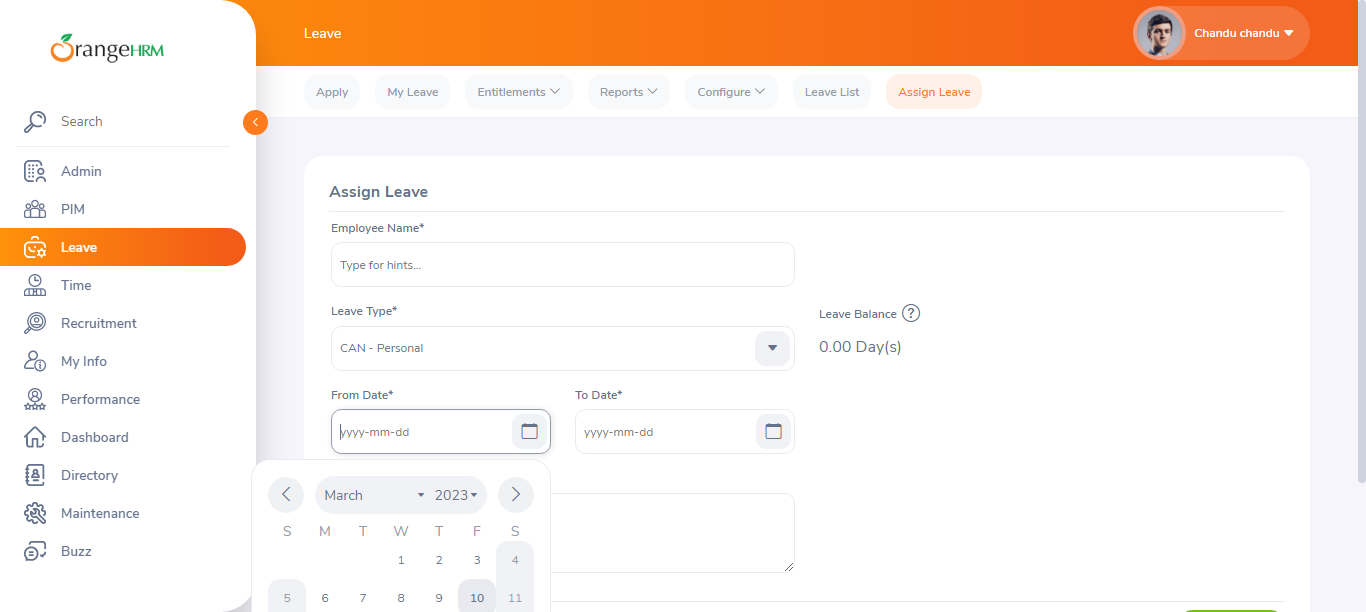 OrangeHRM
Search
Admin
PIM
Leave
Time
Recruitment
My Info
Performance
Dashboard
Directory
Maintenance
Buzz
Leave
Chandu chandu
Apply
My Leave
Entitlements
Reports
Configure
Leave List
Assign Leave
Assign Leave
Employee Name*
Type for hints...
Leave Type*
CAN - Personal
Leave Balance ?
0.00 Day(s)
From Date*
yyyy-mm-dd
To Date*
yyyy-mm-dd
March 2023
S M T W T F S
1 2 3 4
5 6 7 8 9 10 11